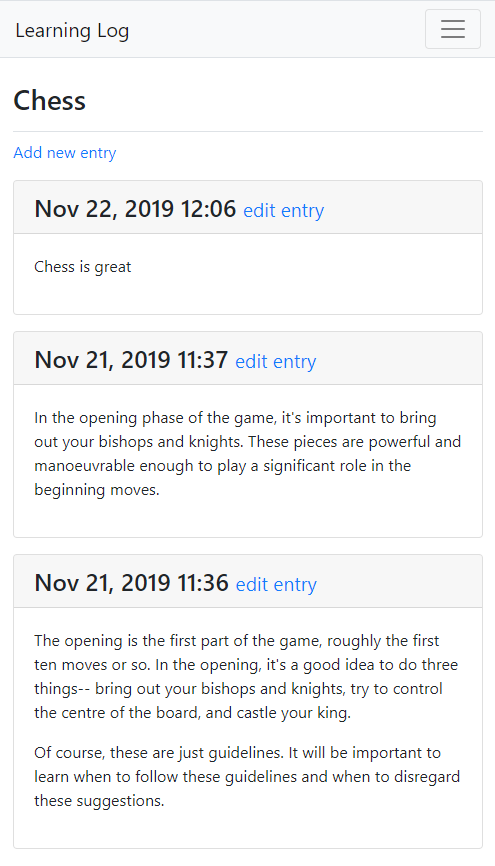 Learning Log
Chess
Add new entry
Nov 22, 2019 12:06 edit entry
Chess is great
Nov 21, 2019 11:37 edit entry
In the opening phase of the game, it's important to bring
out your bishops and knights. These pieces are powerful and
manoeuvrable enough to play a significant role in the
beginning moves.
Nov 21, 2019 11:36 edit entry
The opening is the first part of the game, roughly the first
ten moves or so. In the opening, it's a good idea to do three
things-- bring out your bishops and knights, try to control
the centre of the board, and castle your king.
Of course, these are just guidelines. It will be important to
learn when to follow these guidelines and when to disregard
these suggestions.